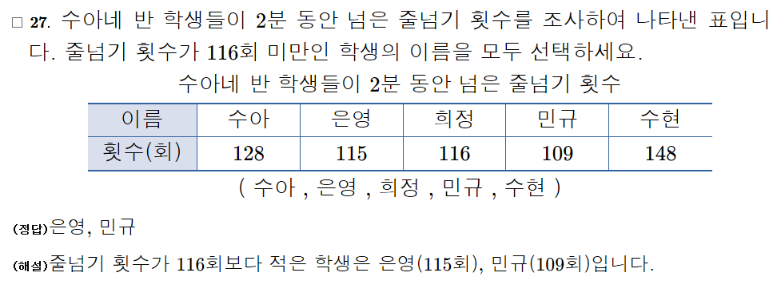 □ 27. 수아네 반 학생들이 2분 동안 넘은 줄넘기 횟수를 조사하여 나타낸 표입니
다. 줄넘기 횟수가 116회 미만인 학생의 이름을 모두 선택하세요.
수아네 반 학생들이 2분 동안 넘은 줄넘기 횟수
이름 수아 은영 희정 민규 수현
횟수(회) 128 115 116 109 148
( 수아 , 은영 , 희정 , 민규 , 수현 )
(정답)은영, 민규
(해설)줄넘기 횟수가 116회보다 적은 학생은 은영(115회), 민규(109회)입니다.